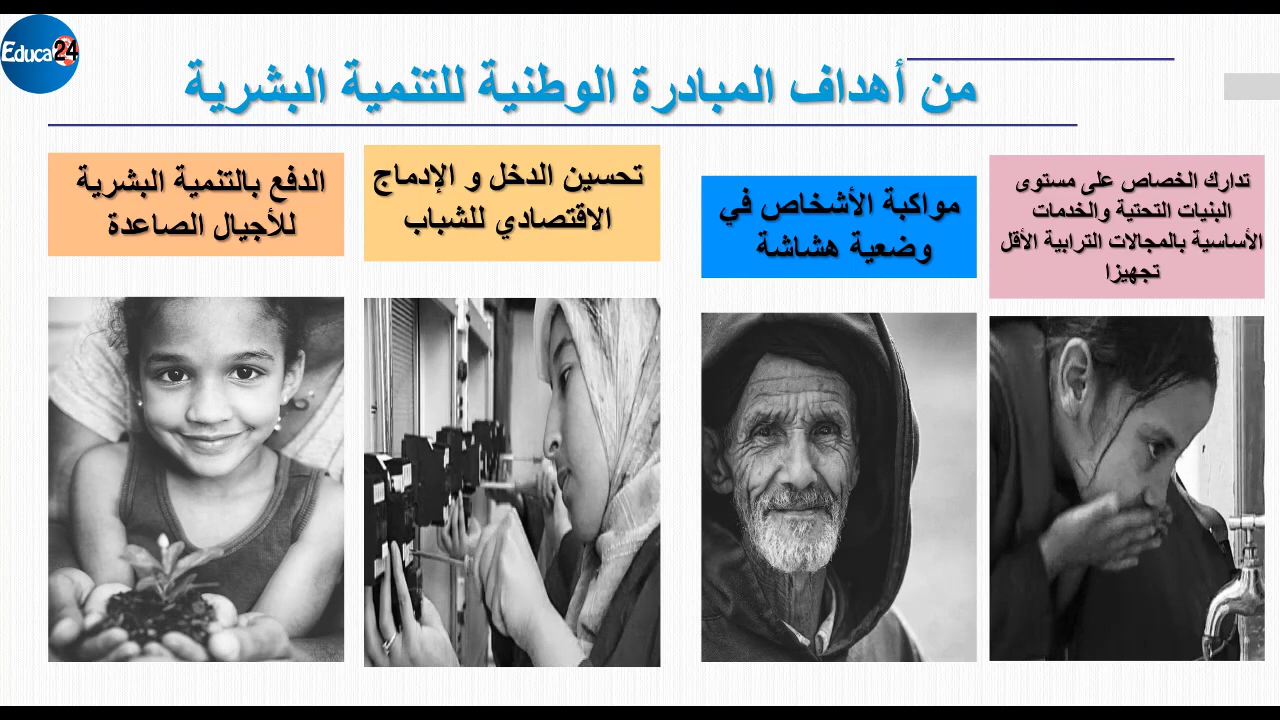 Educa24
من أهداف المبادرة الوطنية للتنمية البشرية
تدارك الخصاص على مستوى
البنيات التحتية والخدمات
الأساسية بالمجالات الترابية الأقل
تجهيزا
مواكبة الأشخاص في
وضعية هشاشة
تحسين الدخل و الإدماج
الاقتصادي للشباب
الدفع بالتنمية البشرية
للأجيال الصاعدة